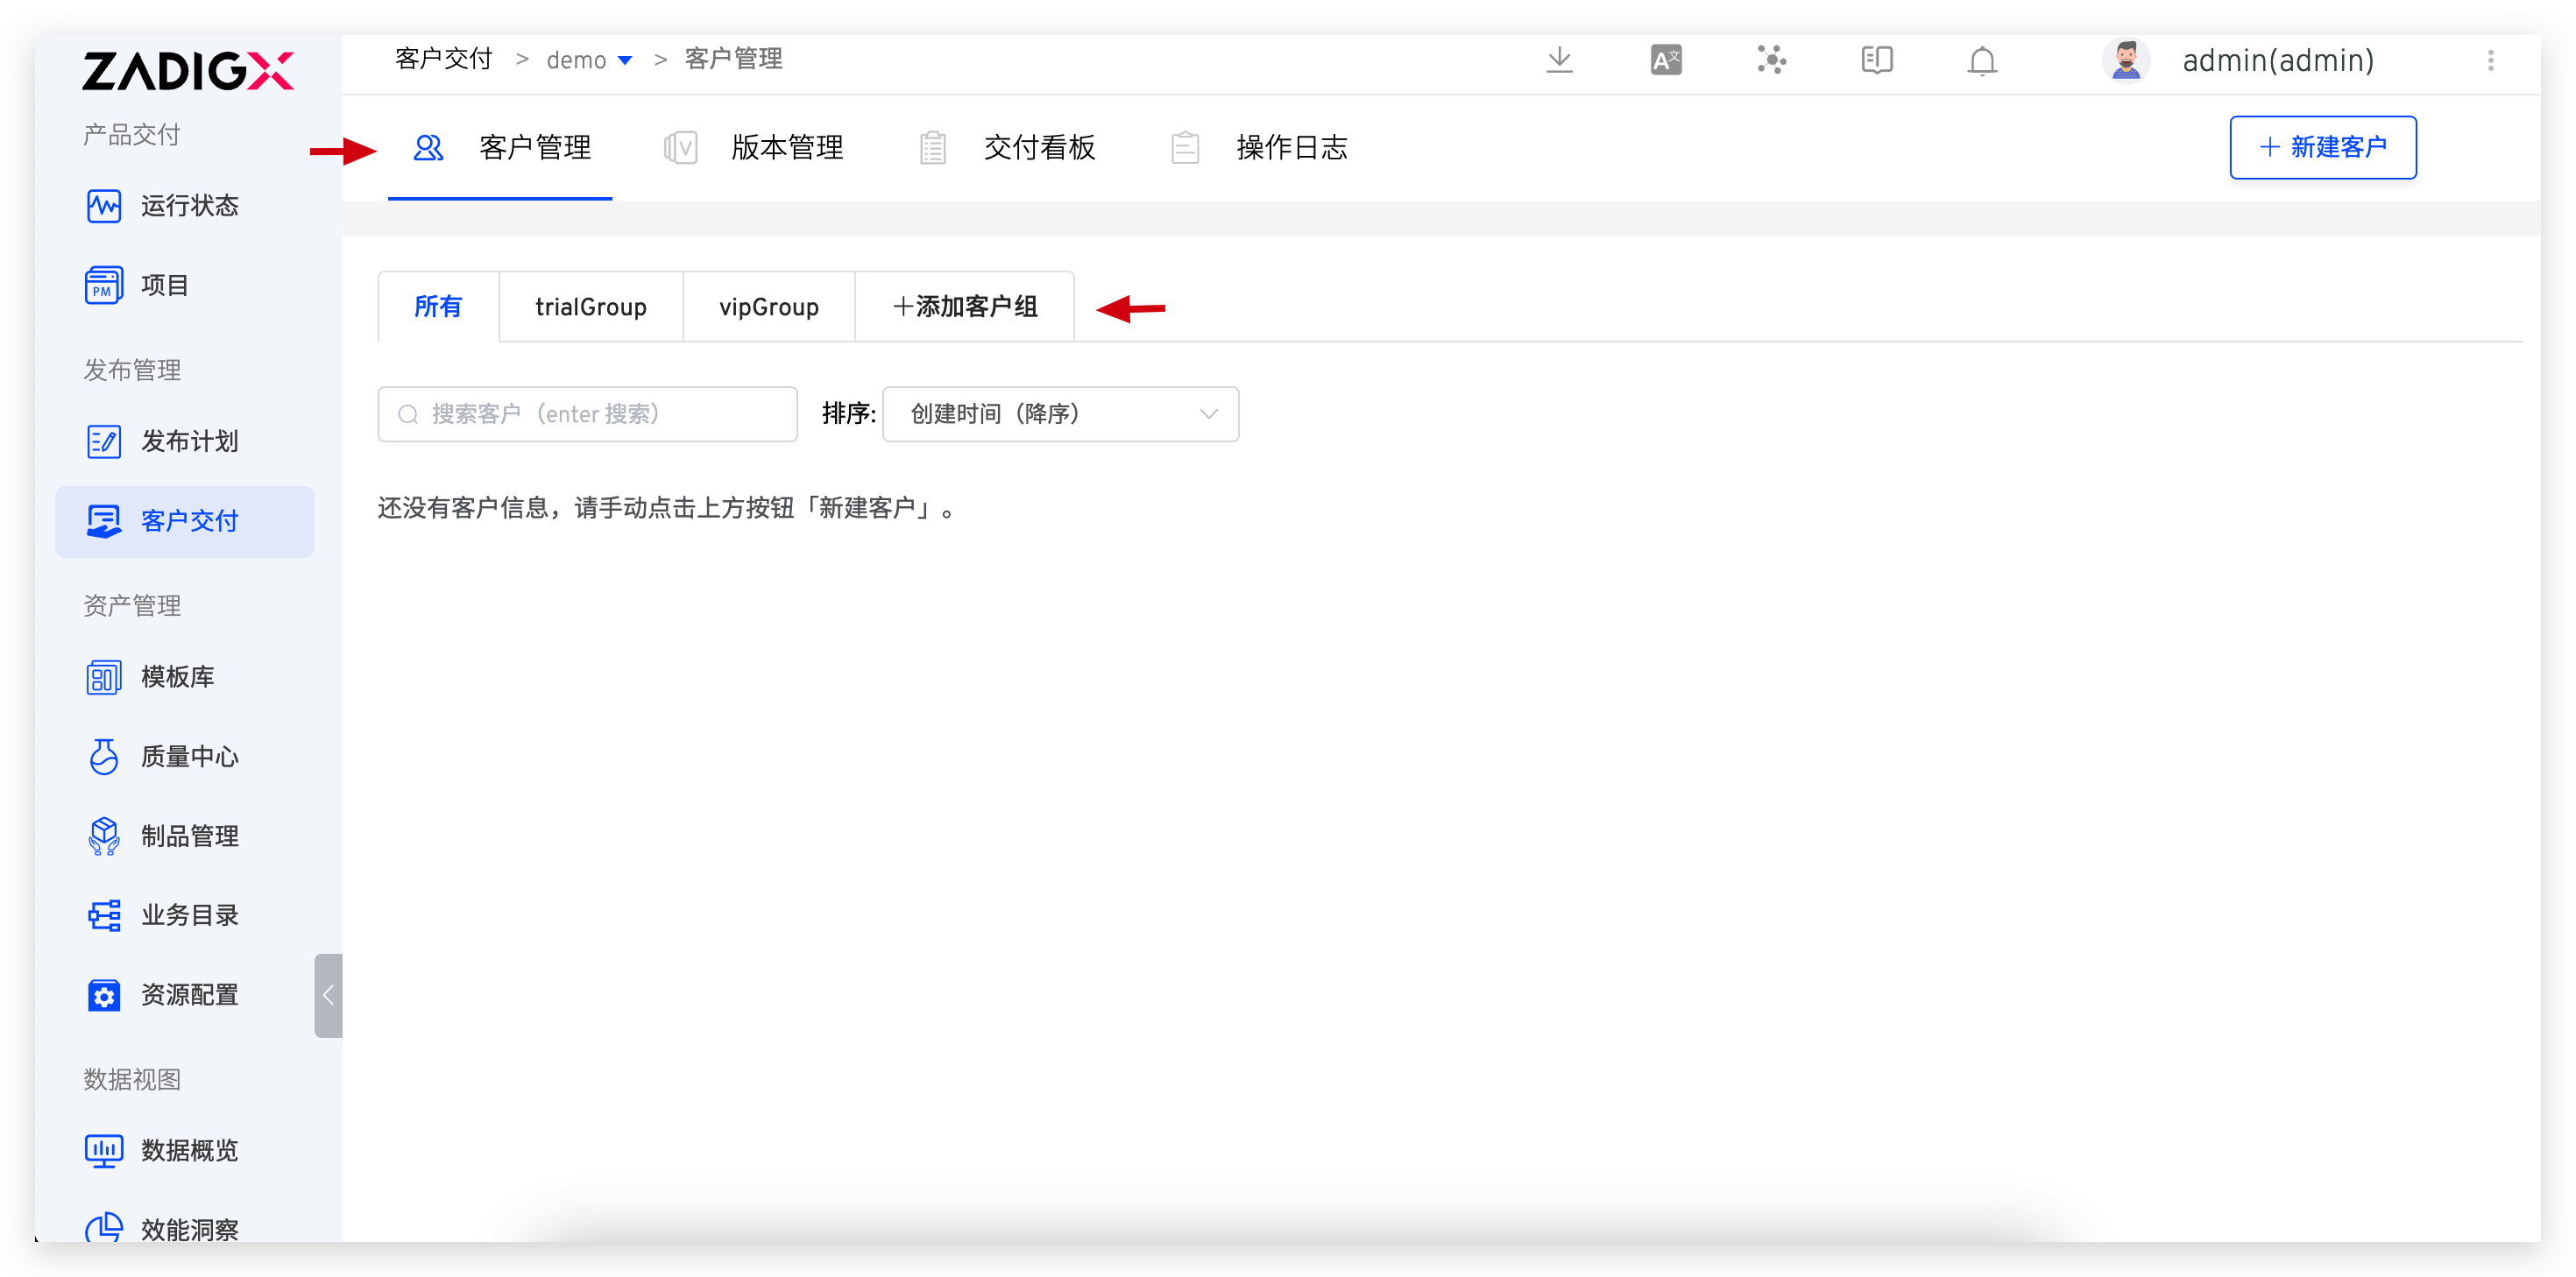 ZADIGX
产品交付
运行状态
PM
项目
发布管理
发布计划
客户交付
资产管理
模板库
质量中心
制品管理
业务目录
资源配置
数据视图
数据概览
效能洞察
客户交付 > demo > 客户管理
A文
admin(admin)
客户管理
V 版本管理
交付看板
操作日志
+ 新建客户
所有
trialGroup
vipGroup
+添加客户组
搜索客户（enter 搜索）
排序: 创建时间（降序）
还没有客户信息，请手动点击上方按钮「新建客户」。